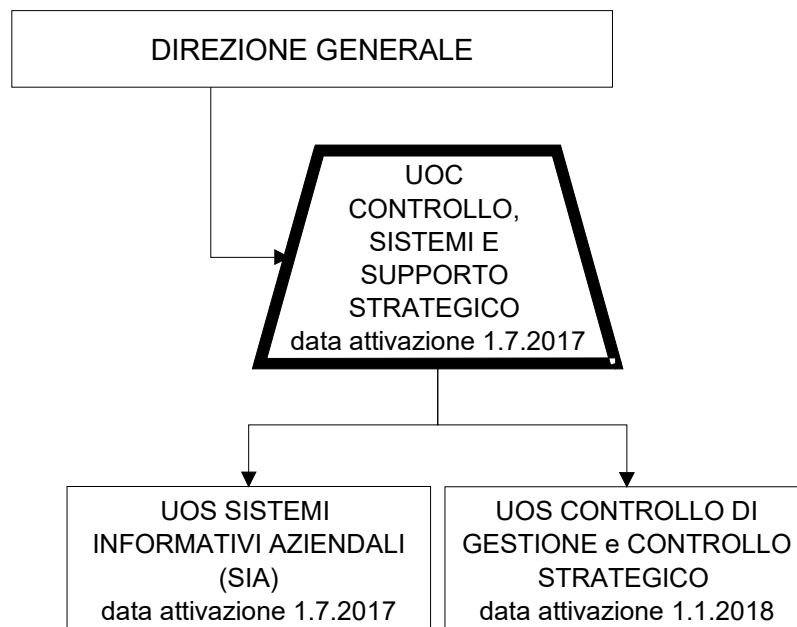 DIREZIONE GENERALE
UOC
CONTROLLO,
SISTEMI E
SUPPORTO
STRATEGICO
data attivazione 1.7.2017
UOS SISTEMI
INFORMATIVI AZIENDALI
(SIA)
data attivazione 1.7.2017
UOS CONTROLLO DI
GESTIONE e CONTROLLO
STRATEGICO
data attivazione 1.1.2018